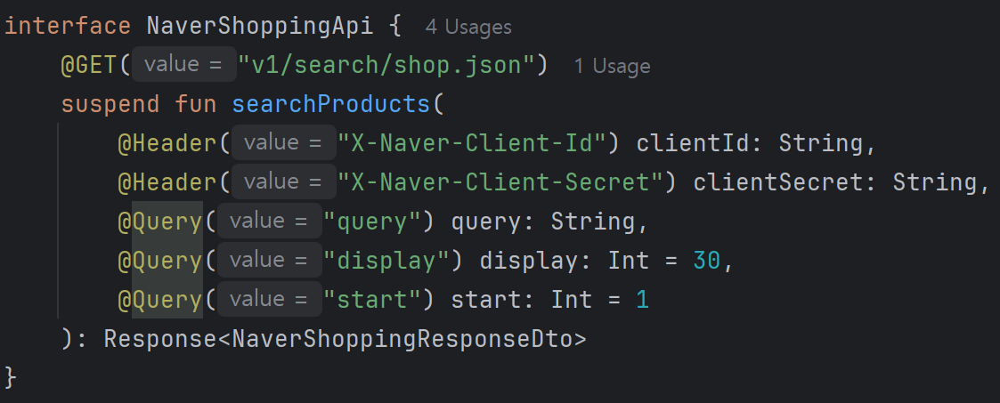 interface NaverShoppingApi { 4 Usages
@GET( value = "v1/search/shop.json") 1 Usage
suspend fun searchProducts(
@Header( value = "X-Naver-Client-Id") clientId: String,
@Header( value = "X-Naver-Client-Secret") clientSecret: String,
@Query( value = "query") query: String,
@Query( value = "display") display: Int = 30,
@Query( value = "start") start: Int = 1
): Response<NaverShoppingResponseDto>
}